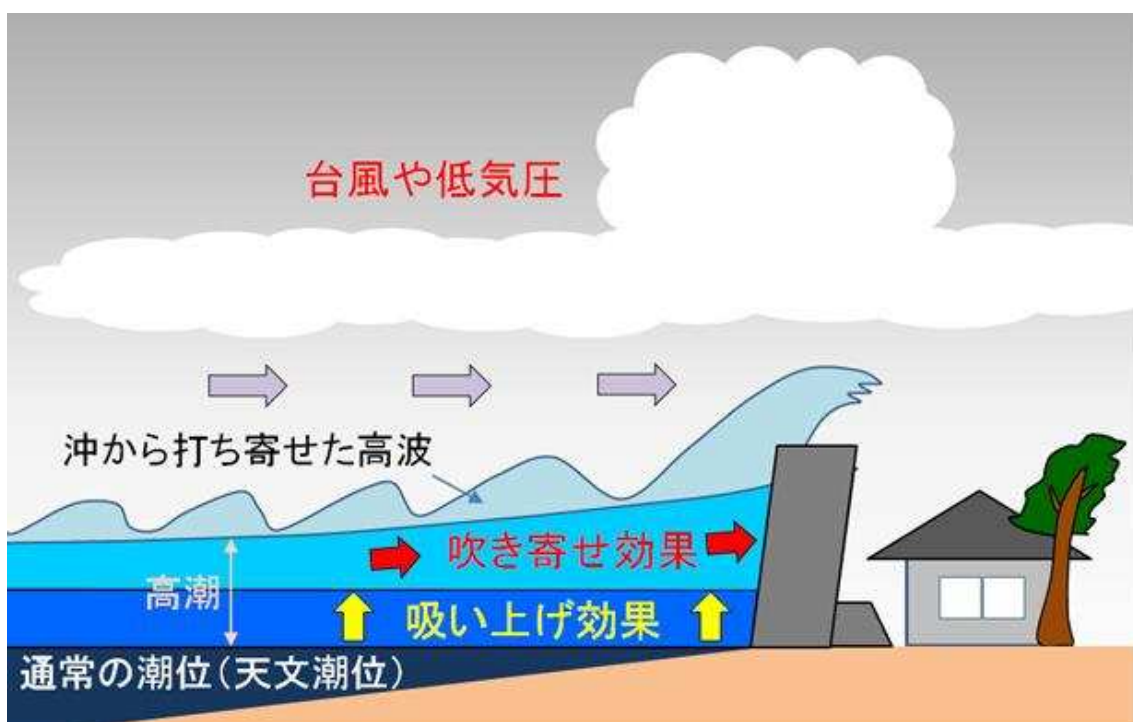 台風や低気圧
沖から打ち寄せた高波
吹き寄せ効果
高潮
吸い上げ効果
通常の潮位(天文潮位)